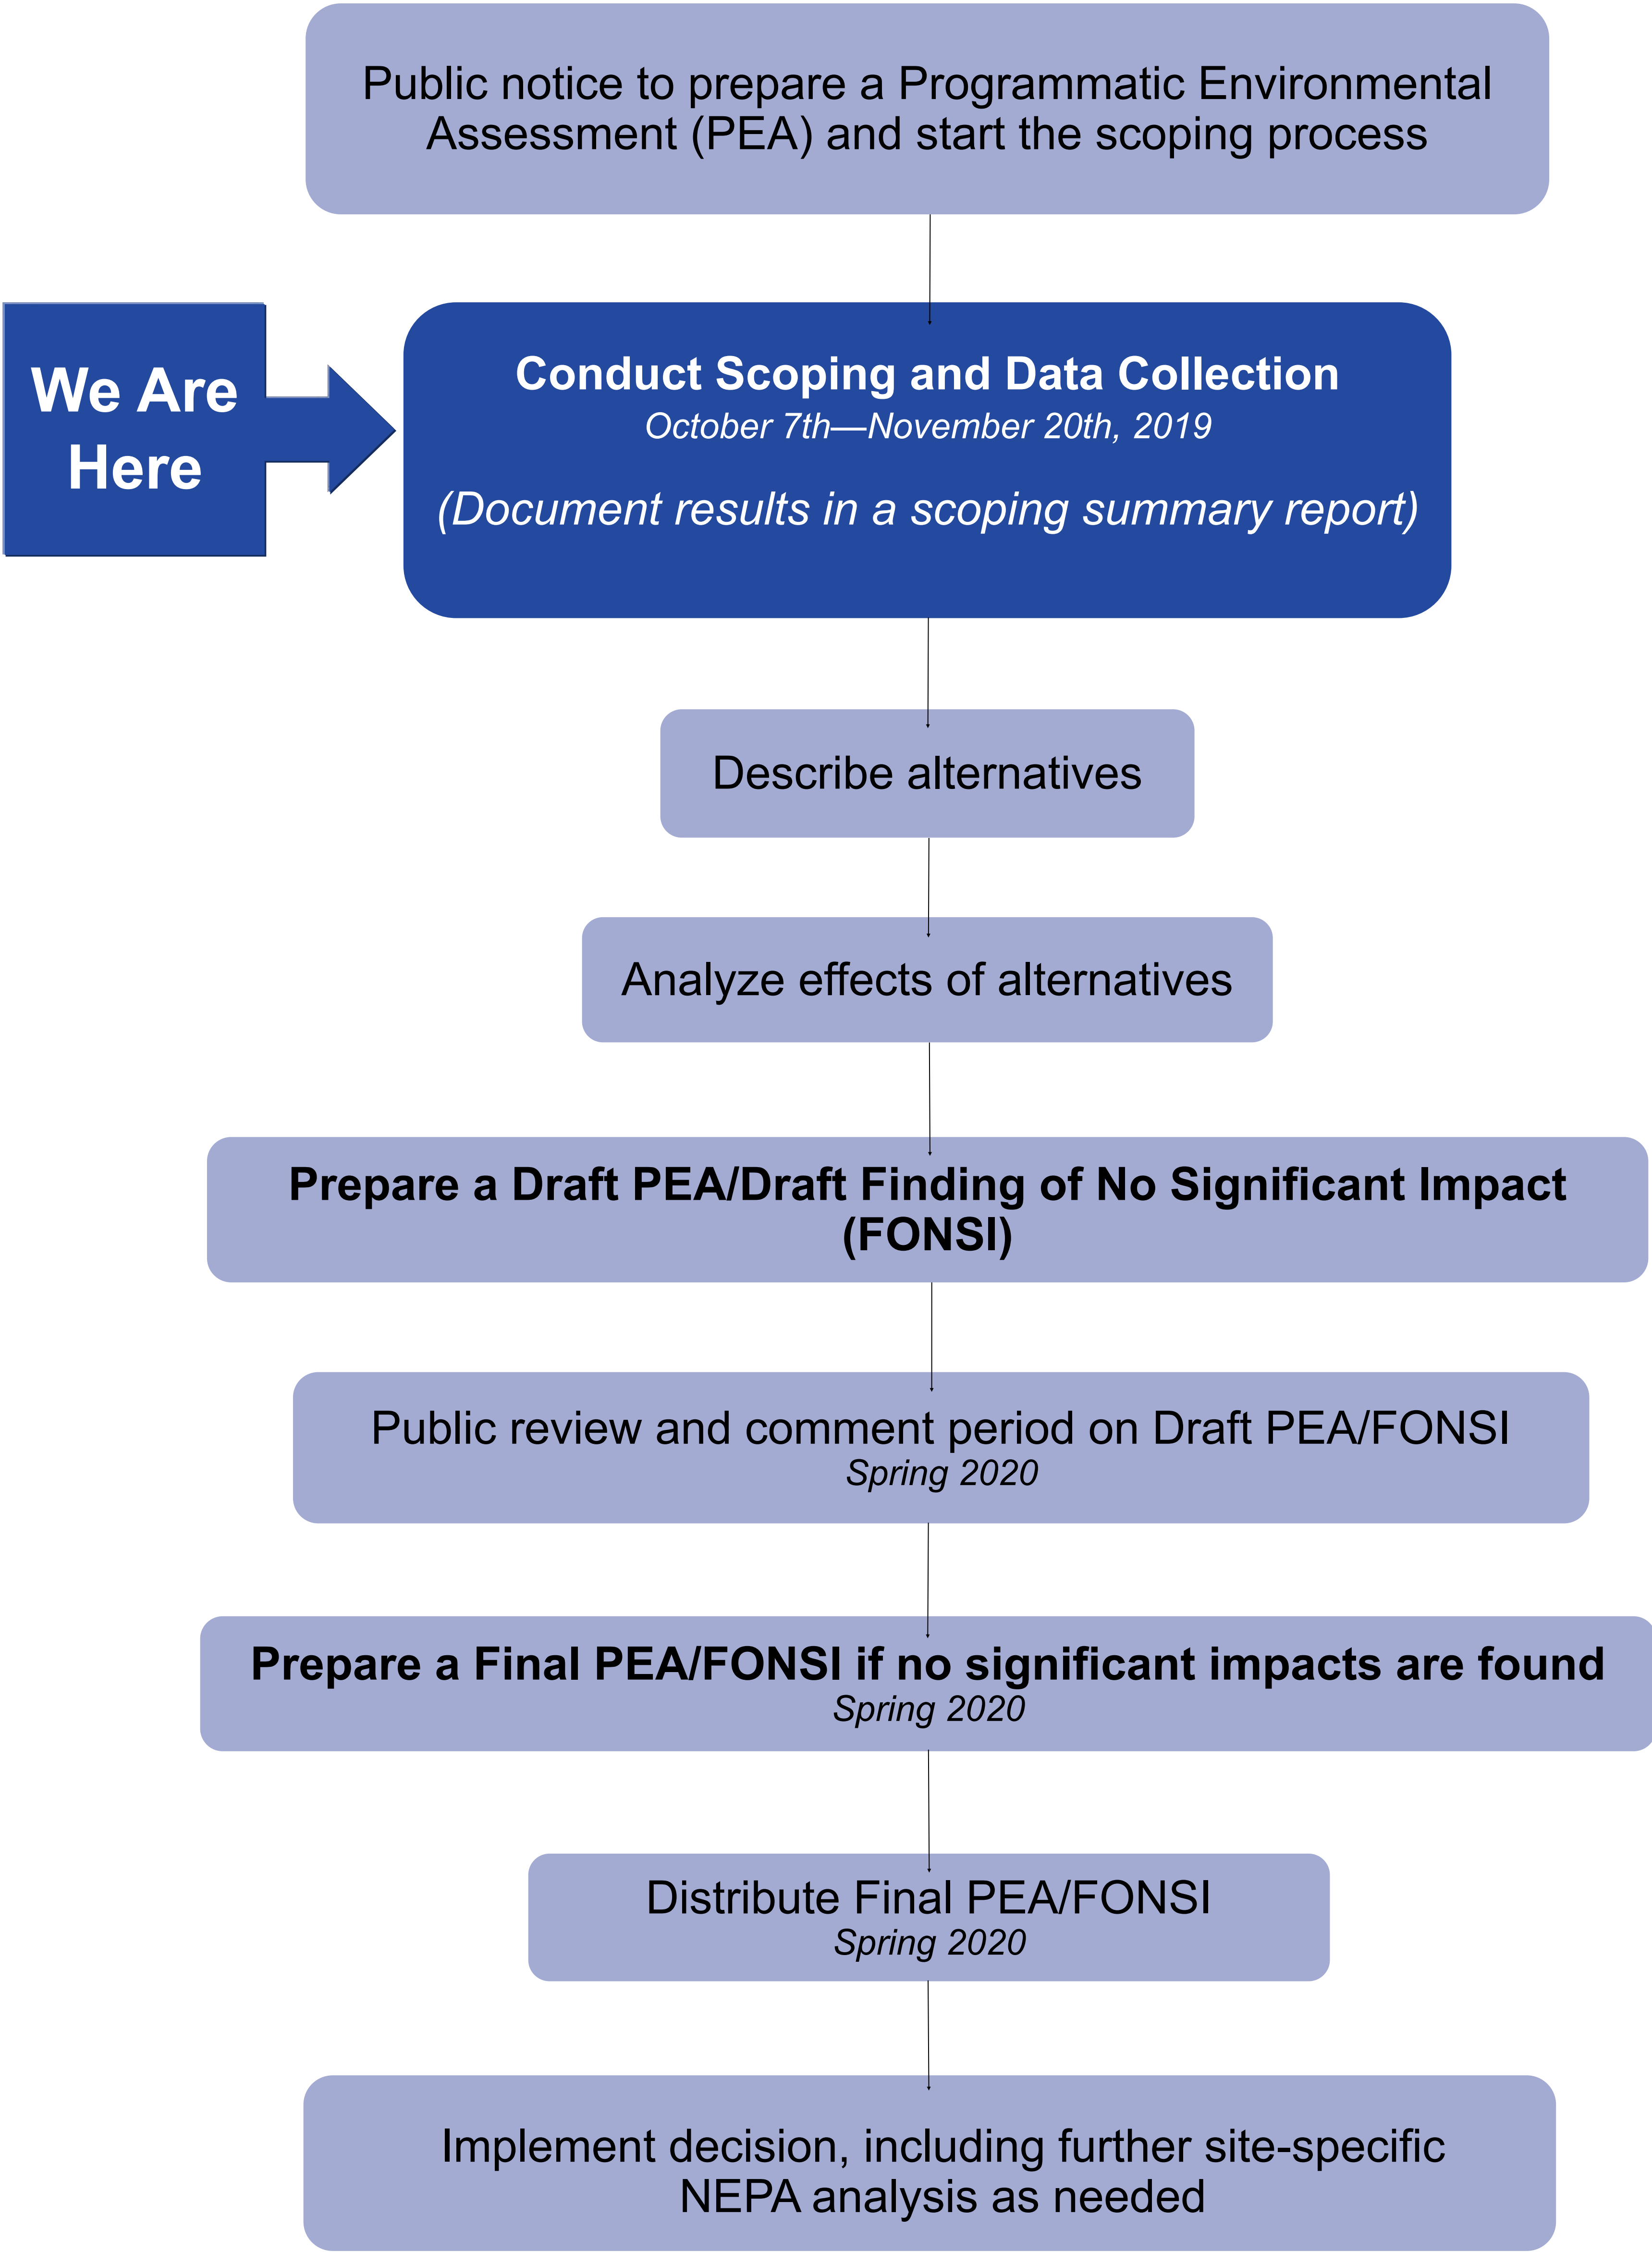 Public notice to prepare a Programmatic Environmental
Assessment (PEA) and start the scoping process
We Are
Here
Conduct Scoping and Data Collection
October 7th—November 20th, 2019
(Document results in a scoping summary report)
Describe alternatives
Analyze effects of alternatives
Prepare a Draft PEA/Draft Finding of No Significant Impact
(FONSI)
Public review and comment period on Draft PEA/FONSI
Spring 2020
Prepare a Final PEA/FONSI if no significant impacts are found
Spring 2020
Distribute Final PEA/FONSI
Spring 2020
Implement decision, including further site-specific
NEPA analysis as needed